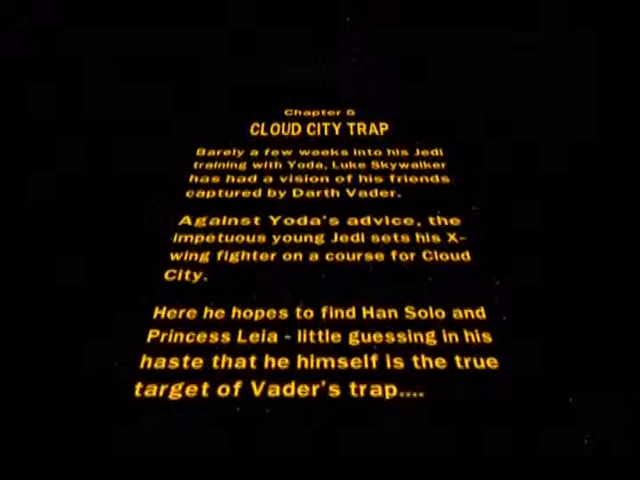 Chapter 5
CLOUD CITY TRAP
Barely a few weeks into his Jedi
training with Yoda, Luke Skywalker
has had a vision of his friends
captured by Darth Vader.
Against Yoda's advice, the
impetuous young Jedi sets his X-
wing fighter on a course for Cloud
City.
Here he hopes to find Han Solo and
Princess Leia - little guessing in his
haste that he himself is the true
target of Vader's trap....